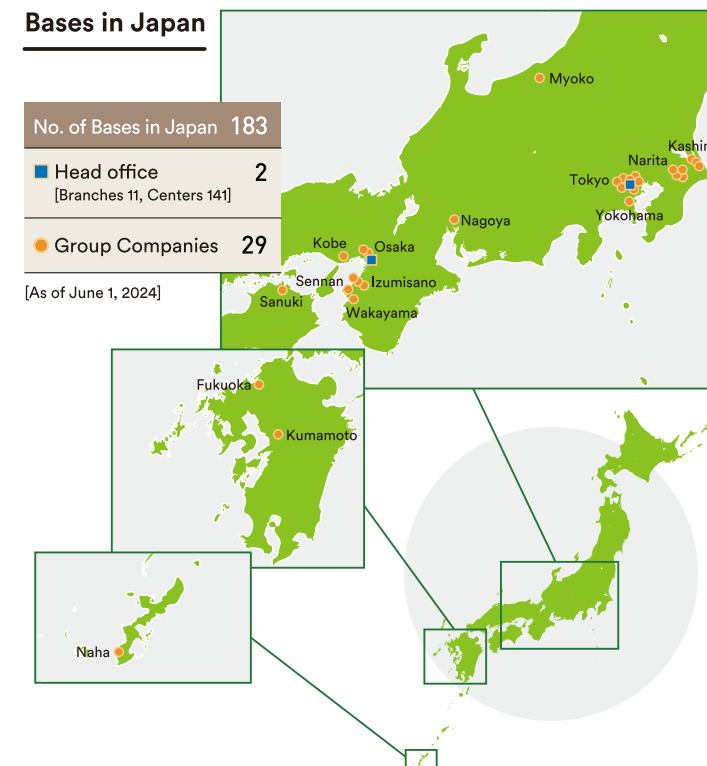 Bases in Japan
No. of Bases in Japan 183
Head office 2
[Branches 11, Centers 141]
Group Companies 29
[As of June 1, 2024]
Myoko
Kashir
Narita
Tokyo
Yokohama
Nagoya
Kobe
Osaka
Sennan
Izumisano
Sanuki
Wakayama
Fukuoka
Kumamoto
Naha